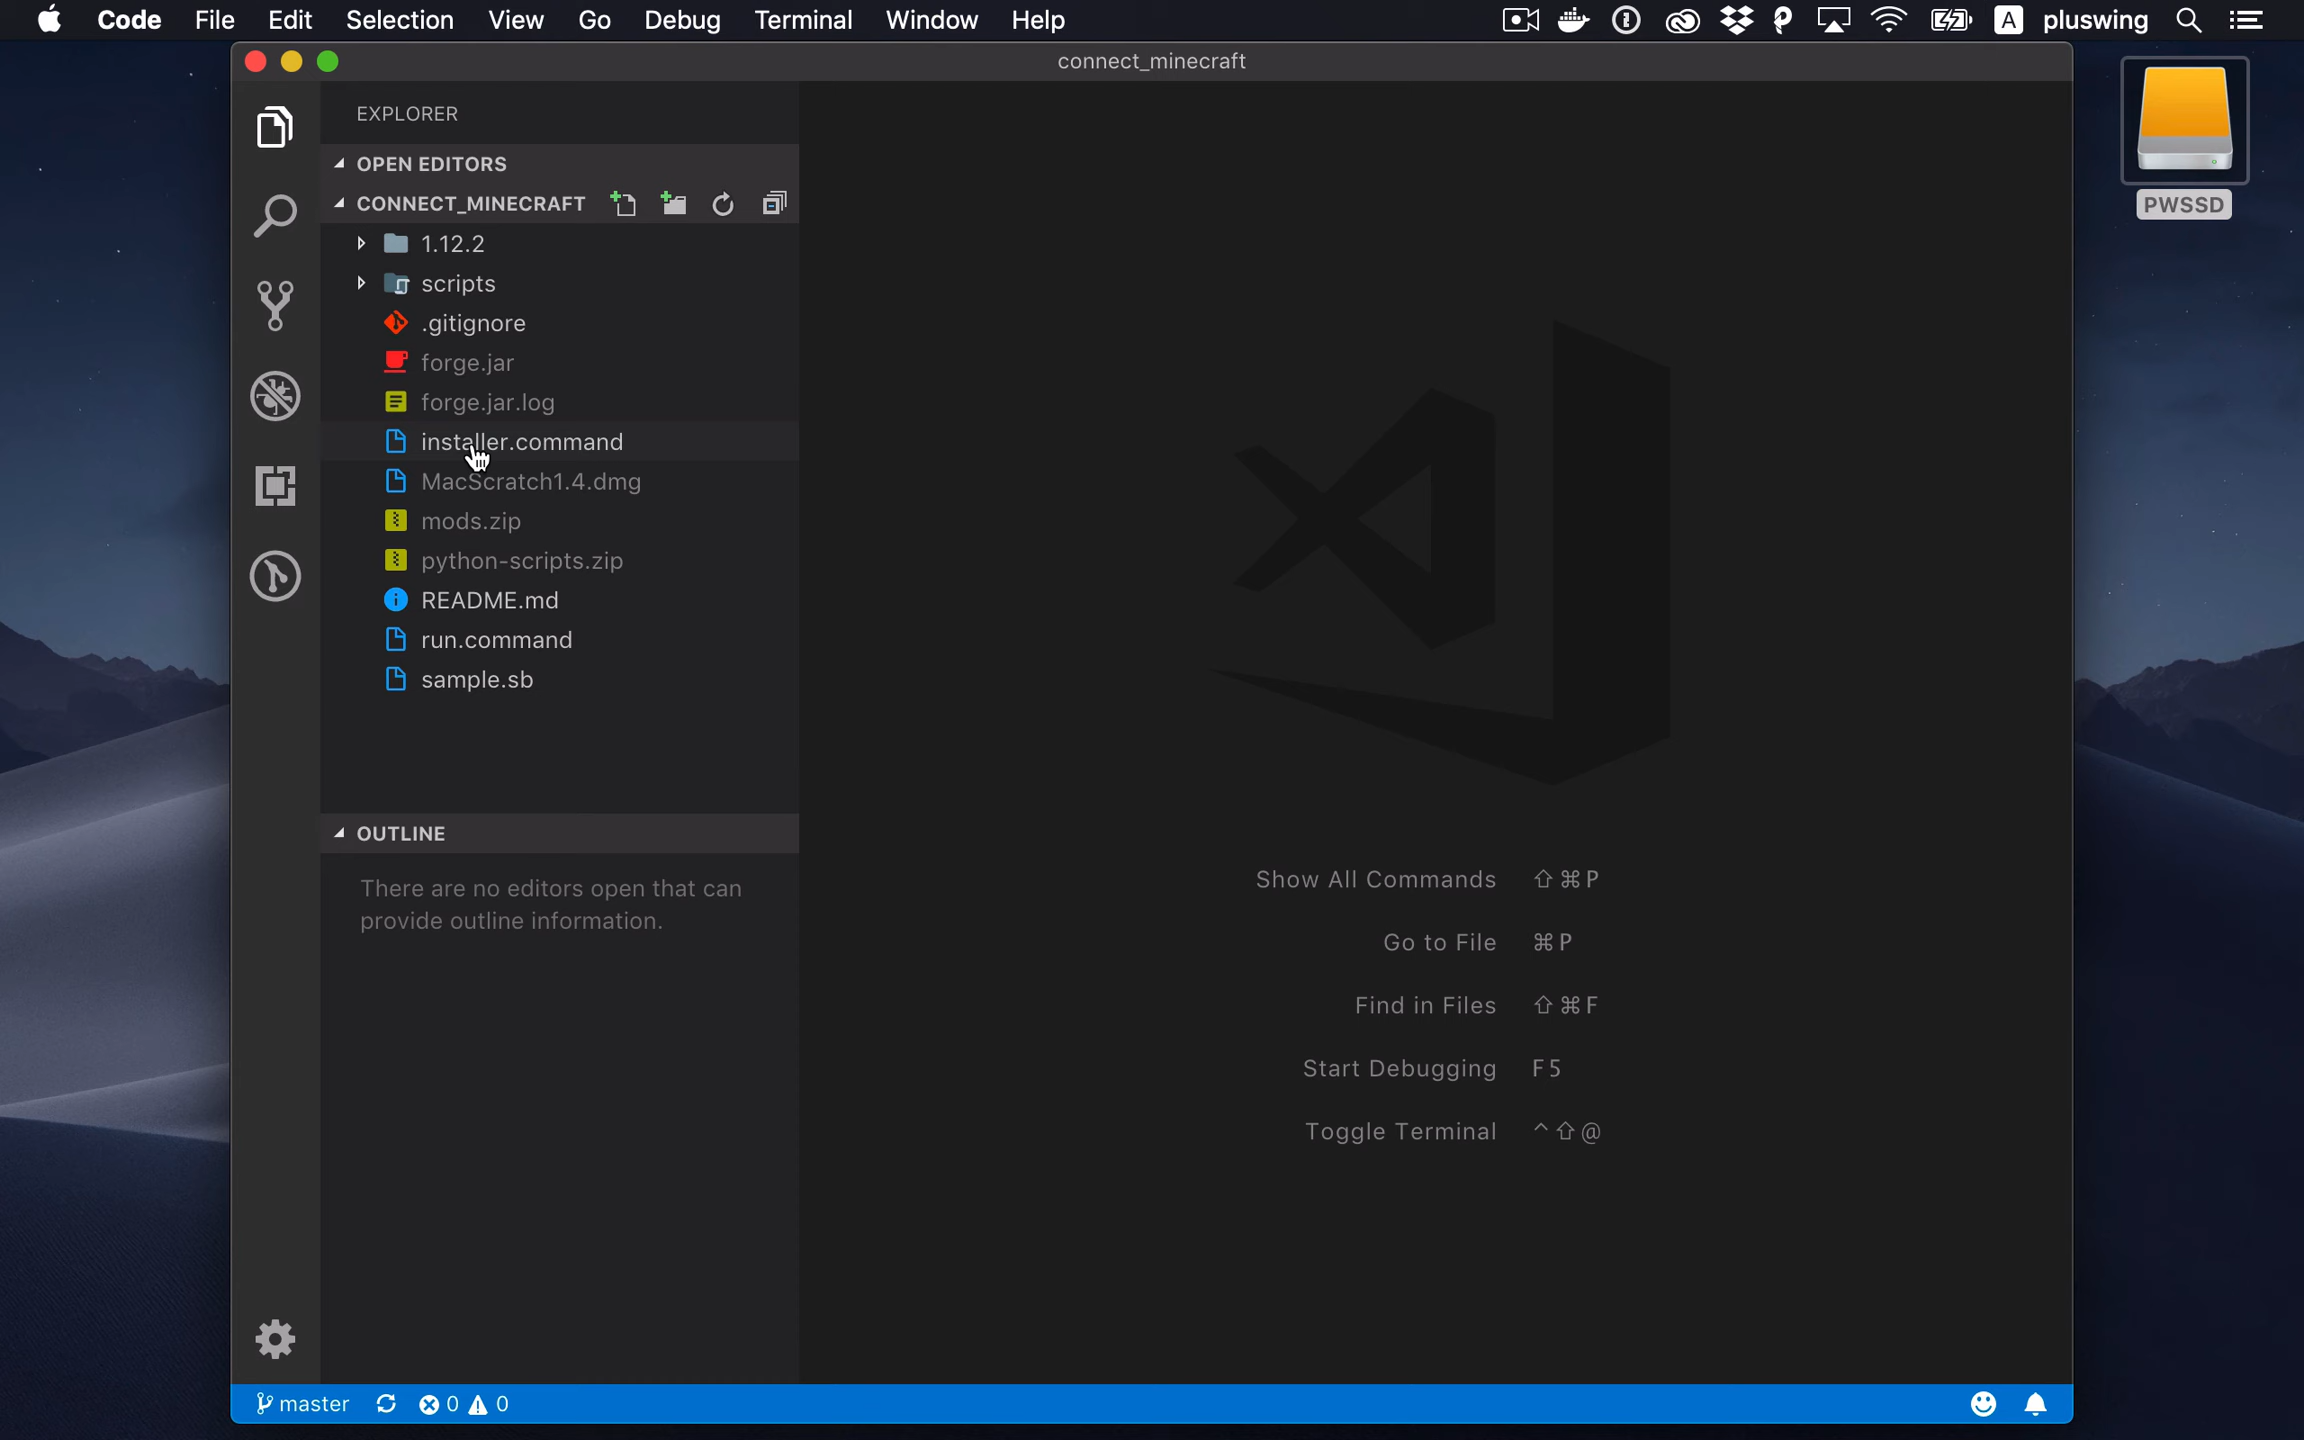 Code File Edit Selection View Go Debug Terminal Window Help A pluswing
connect_minecraft
PWSSD
EXPLORER
OPEN EDITORS
CONNECT_MINECRAFT
1.12.2
scripts
.gitignore
forge.jar
forge.jar.log
installer.command
MacScratch1.4.dmg
mods.zip
python-scripts.zip
README.md
run.command
sample.sb
OUTLINE
There are no editors open that can
provide outline information.
Show All Commands ⇧⌘P
Go to File ⌘P
Find in Files ⇧⌘F
Start Debugging F5
Toggle Terminal ^⇧@
master 0 0